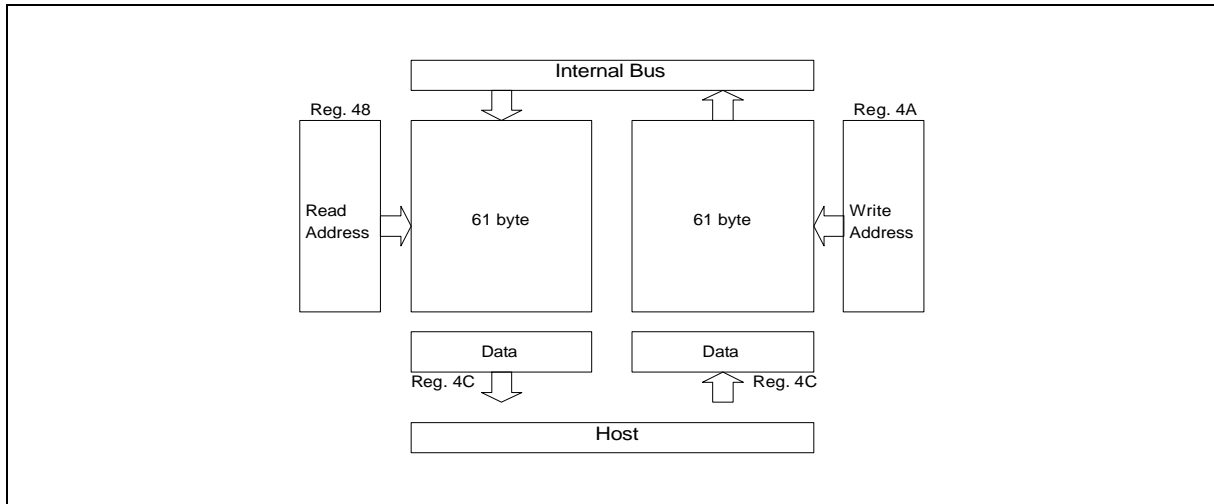 Internal Bus
Reg. 48
Reg. 4A
Read
Address
61 byte
61 byte
Write
Address
Data
Data
Reg. 4C
Reg. 4C
Host